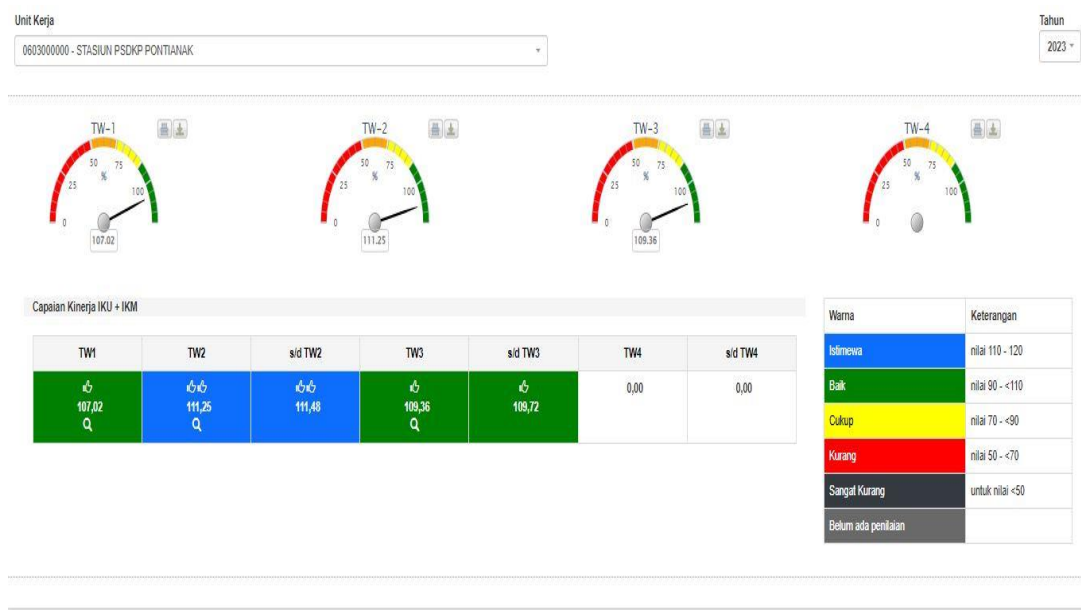 Unit Kerja
Tahun
0603000000 - STASIUN PSDKP PONTIANAK
2023
TW-1
0
25
50
75
100
%
107.02
TW-2
0
25
50
75
100
%
111.25
TW-3
0
25
50
75
100
%
109.36
TW-4
0
25
50
75
100
%
Capaian Kinerja IKU + IKM
TW1 TW2 s/d TW2 TW3 s/d TW3 TW4 s/d TW4
107,02 111,25 111,48 109,36 109,72 0,00 0,00
Warna Keterangan
Istimewa nilai 110 - 120
Baik nilai 90 - <110
Cukup nilai 70 - <90
Kurang nilai 50 - <70
Sangat Kurang untuk nilai <50
Belum ada penilaian